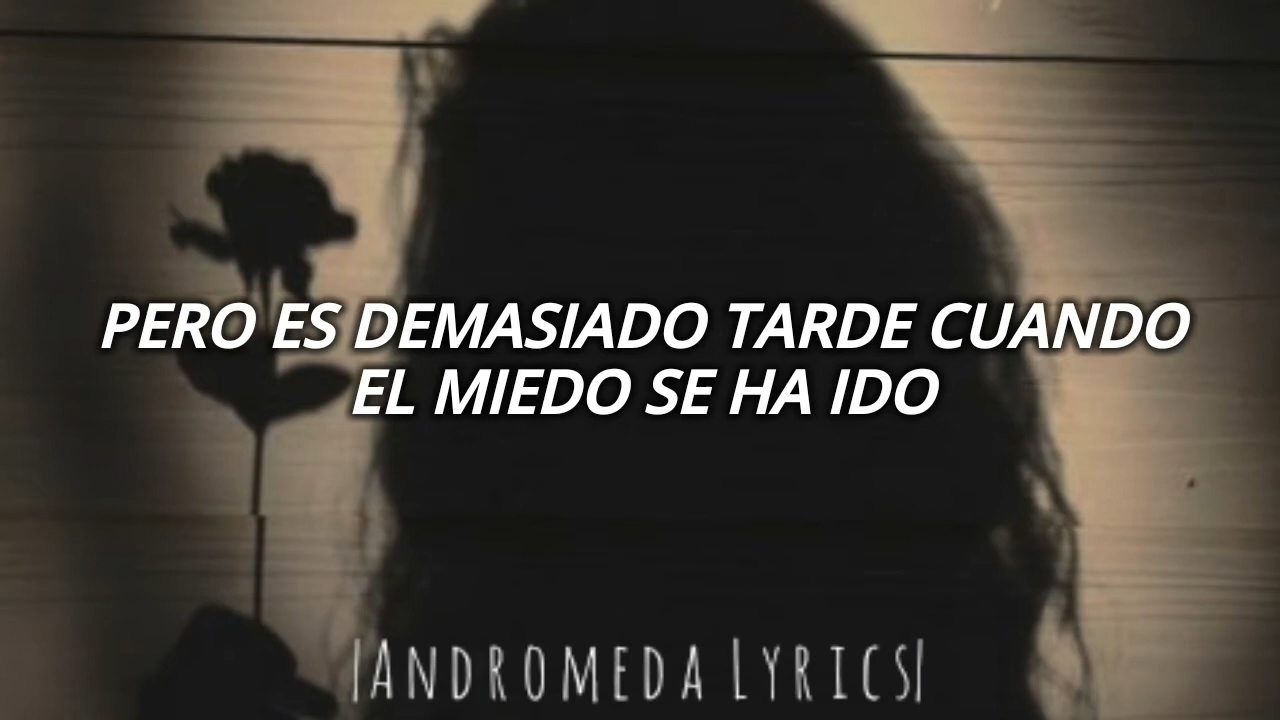 PERO ES DEMASIADO TARDE CUANDO
EL MIEDO SE HA IDO
|ANDROMEDA LYRICS|